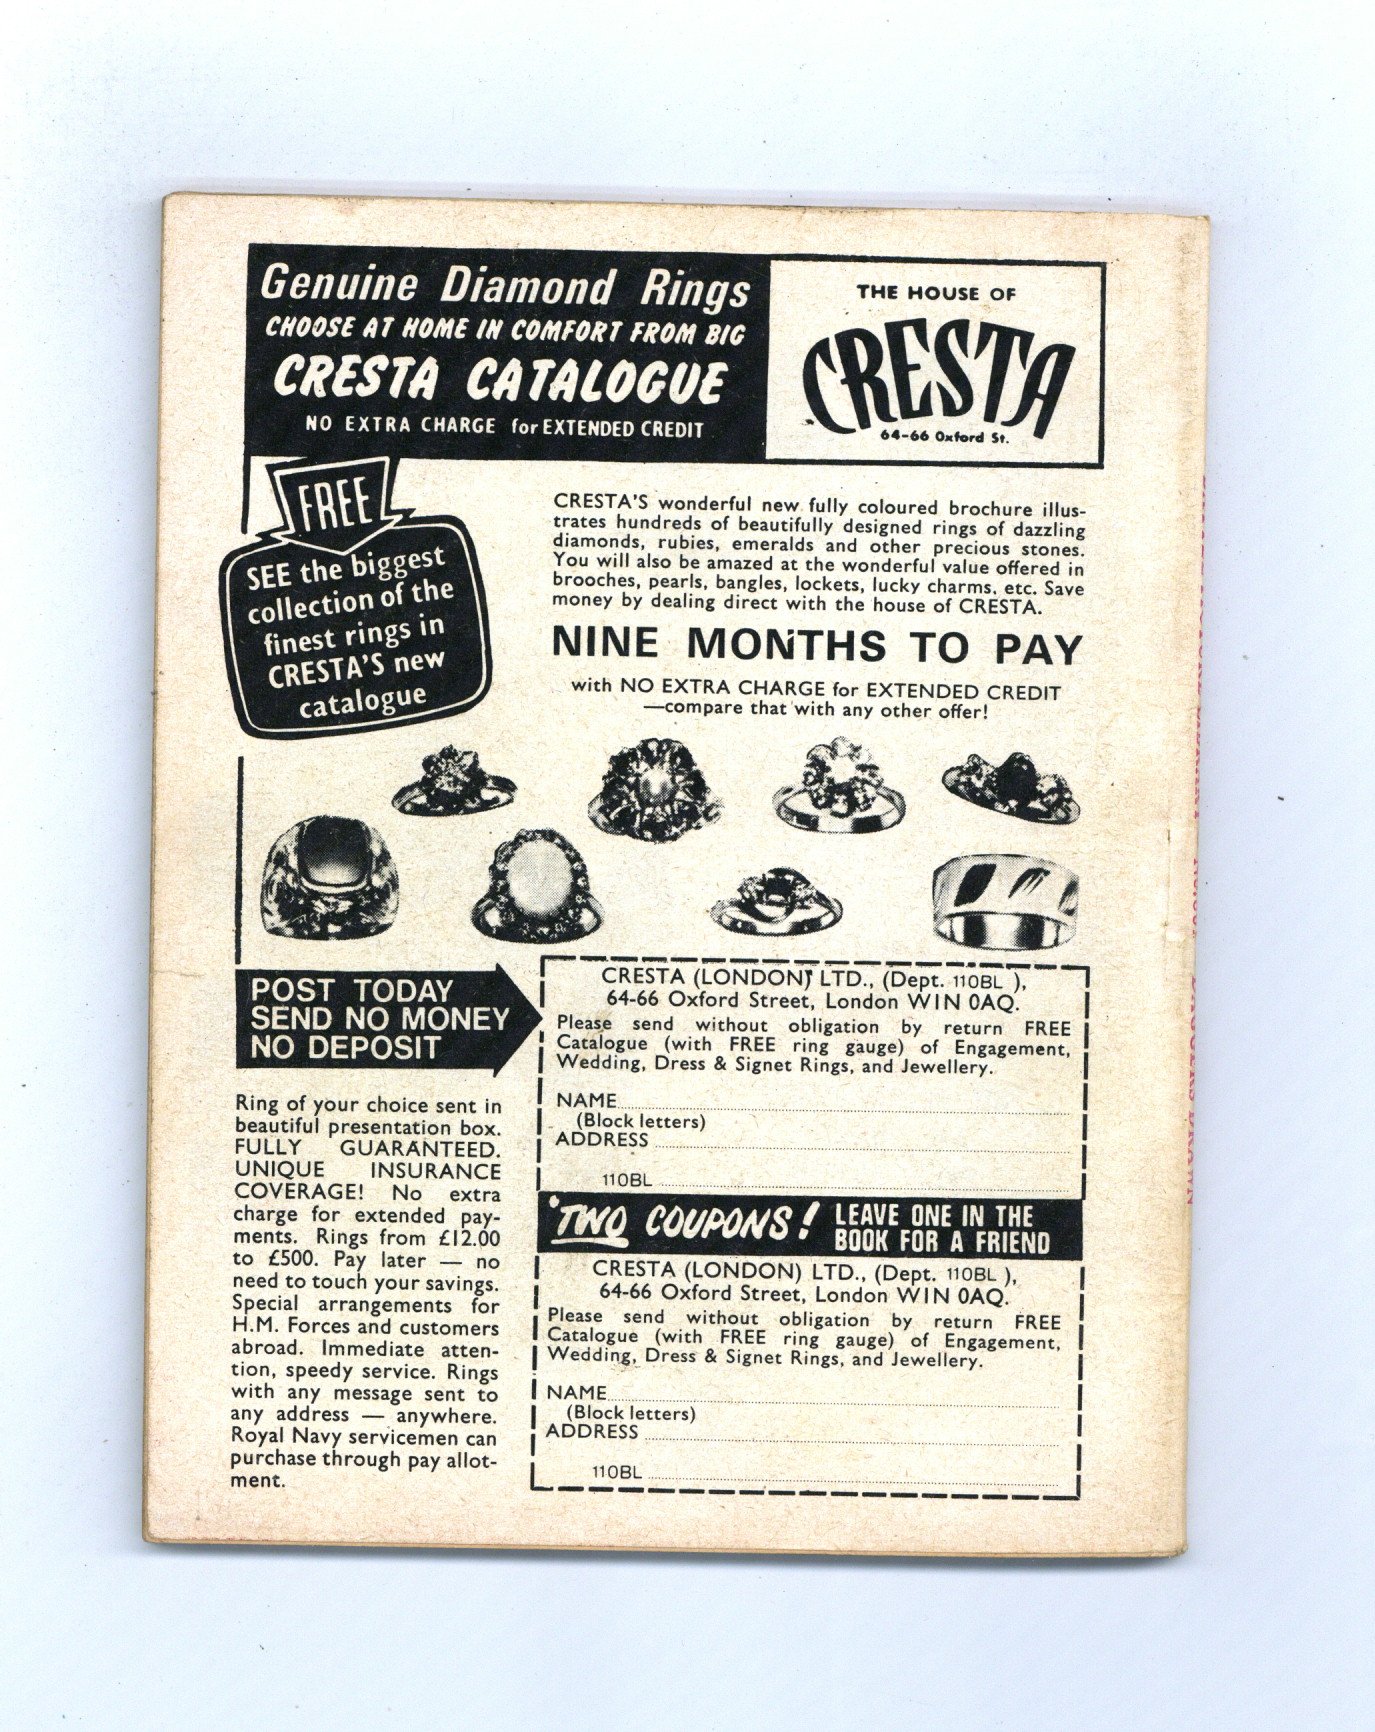 Genuine Diamond Rings
CHOOSE AT HOME IN COMFORT FROM BIG
CRESTA CATALOGUE
NO EXTRA CHARGE for EXTENDED CREDIT
THE HOUSE OF
CRESTA
64-66 Oxford St.
FREE
SEE the biggest
collection of the
finest rings in
CRESTA'S new
catalogue
CRESTA'S wonderful new fully coloured brochure illus-
trates hundreds of beautifully designed rings of dazzling
diamonds, rubies, emeralds and other precious stones.
You will also be amazed at the wonderful value offered in
brooches, pearls, bangles, lockets, lucky charms, etc. Save
money by dealing direct with the house of CRESTA.
NINE MONTHS TO PAY
with NO EXTRA CHARGE for EXTENDED CREDIT
—compare that with any other offer!
POST TODAY
SEND NO MONEY
NO DEPOSIT
Ring of your choice sent in
beautiful presentation box.
FULLY GUARANTEED.
UNIQUE INSURANCE
COVERAGE! No extra
charge for extended pay-
ments. Rings from £12.00
to £500. Pay later — no
need to touch your savings.
Special arrangements for
H.M. Forces and customers
abroad. Immediate atten-
tion, speedy service. Rings
with any message sent to
any address — anywhere.
Royal Navy servicemen can
purchase through pay allot-
ment.
CRESTA (LONDON) LTD., (Dept. 110BL ),
64-66 Oxford Street, London WIN 0AQ.
Please send without obligation by return FREE
Catalogue (with FREE ring gauge) of Engagement,
Wedding, Dress & Signet Rings, and Jewellery.
NAME
(Block letters)
ADDRESS
110BL
TWO COUPONS! LEAVE ONE IN THE
BOOK FOR A FRIEND
CRESTA (LONDON) LTD., (Dept. 110BL ),
64-66 Oxford Street, London WIN 0AQ.
Please send without obligation by return FREE
Catalogue (with FREE ring gauge) of Engagement,
Wedding, Dress & Signet Rings, and Jewellery.
NAME
(Block letters)
ADDRESS
110BL